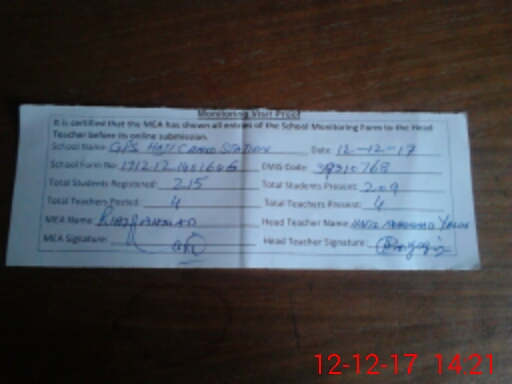 Monitoring Visit Proof
It is certified that the MEA has shown all entries of the School Monitoring Form to the Head
Teacher before its online submission.
School Name: GPS Date: 12-12-17
School Form No: EMIS Code:
Total Students Registered: 215 Total Students Present: 209
Total Teachers Posted: 4 Total Teachers Present: 4
MEA Name: Head Teacher Name:
MEA Signature: Head Teacher Signature:
12-12-17 14:21